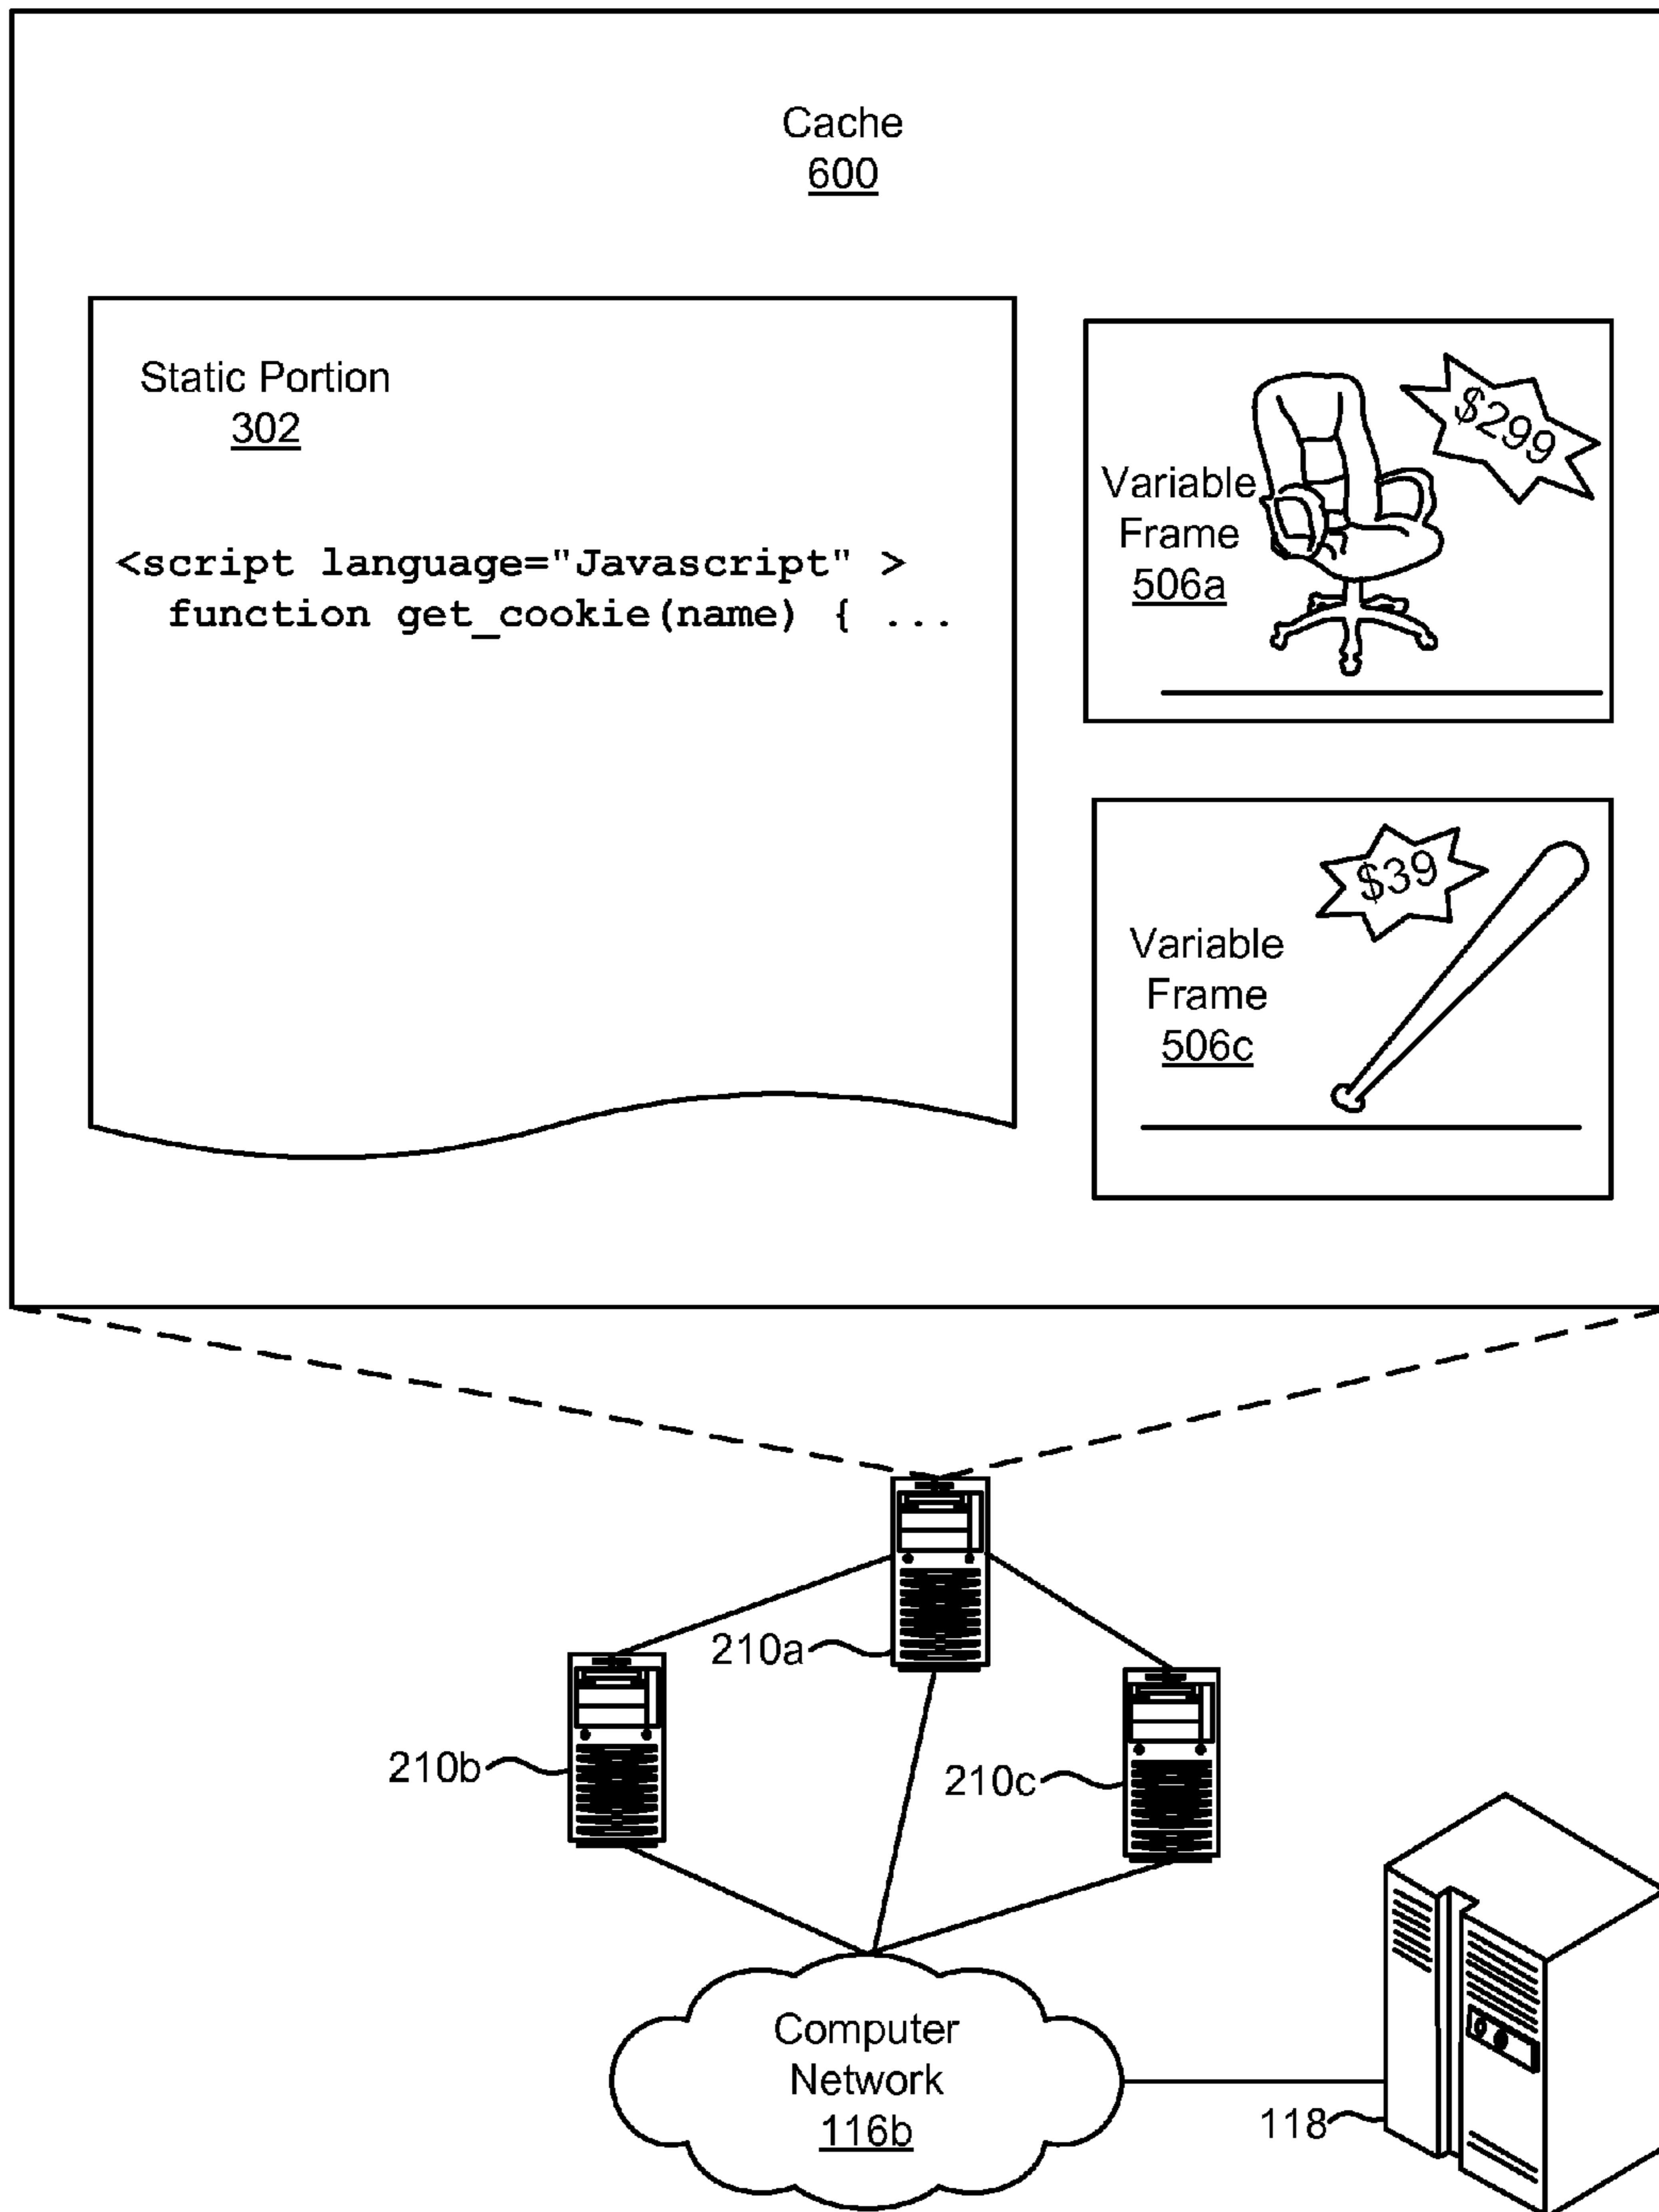 Cache
600
Static Portion
302
<script language="Javascript" >
function get_cookie(name) { ...
$299
Variable
Frame
506a
$39
Variable
Frame
506c
210a
210b
210c
Computer
Network
116b
118